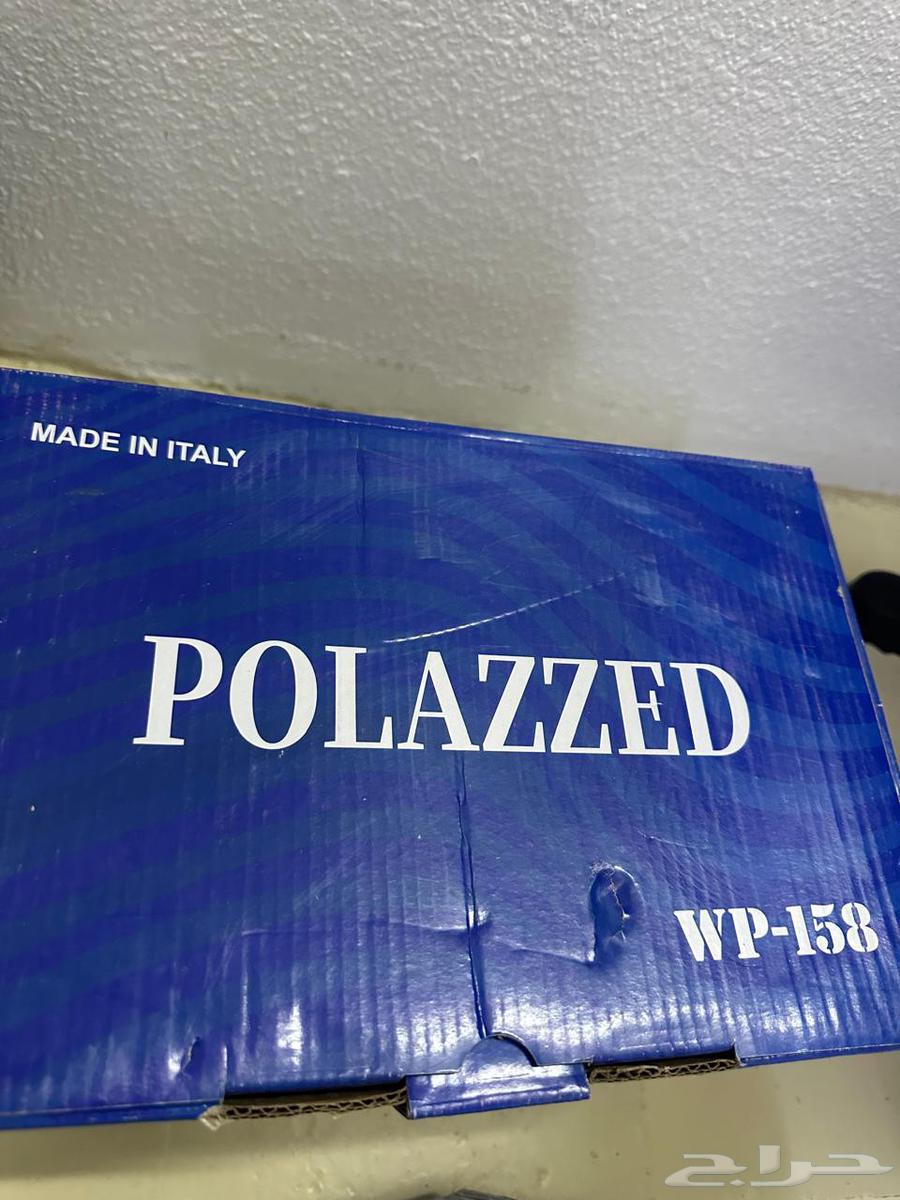 MADE IN ITALY
POLAZZED
WP-158
حراج